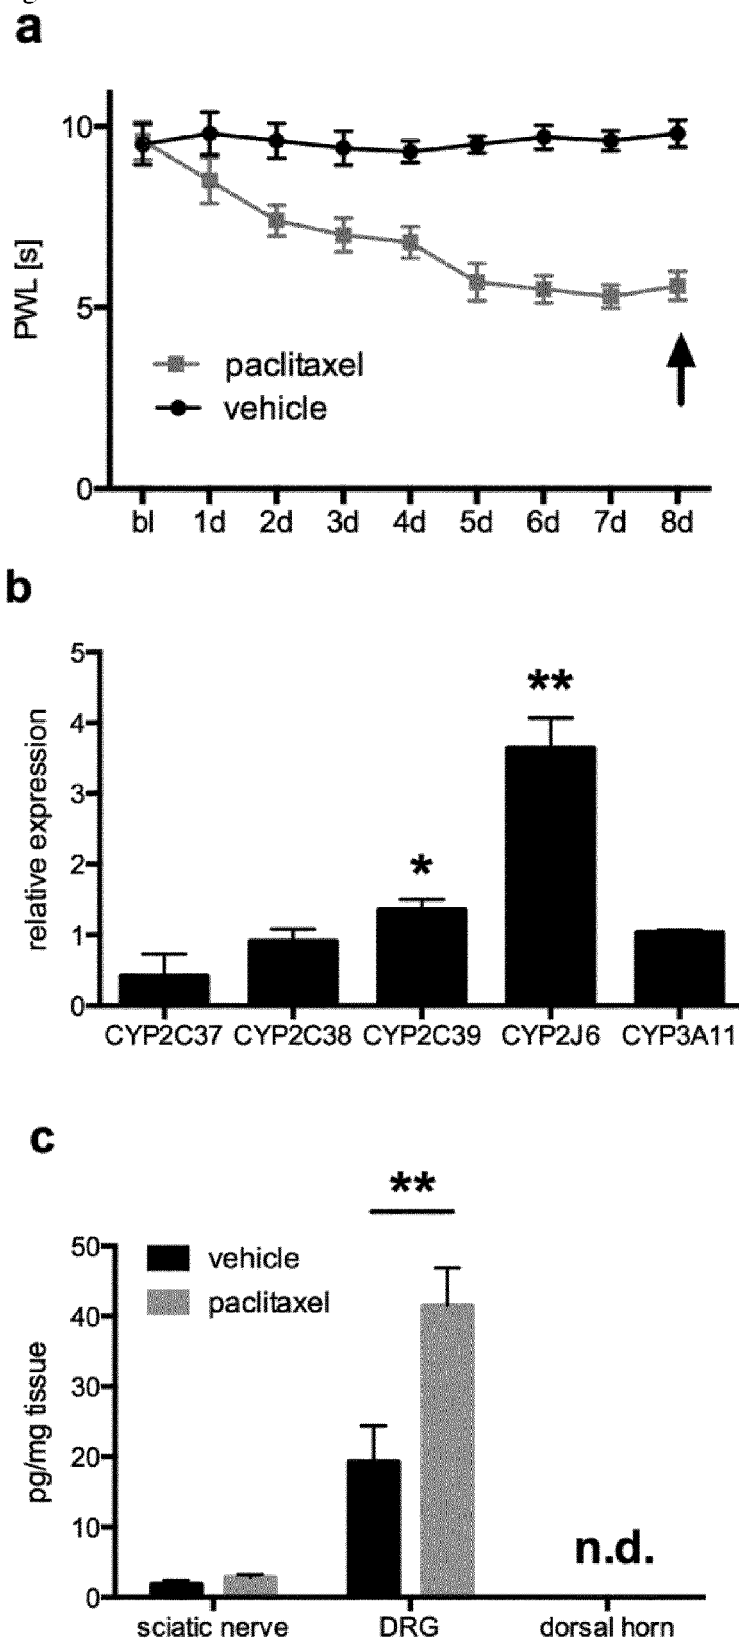 a
10
5
0
PWL [s]
paclitaxel
vehicle
bl 1d 2d 3d 4d 5d 6d 7d 8d
b
5
4
3
2
1
0
relative expression
*
**
CYP2C37 CYP2C38 CYP2C39 CYP2J6 CYP3A11
c
**
50
40
30
20
10
0
pg/mg tissue
vehicle
paclitaxel
n.d.
sciatic nerve DRG dorsal horn